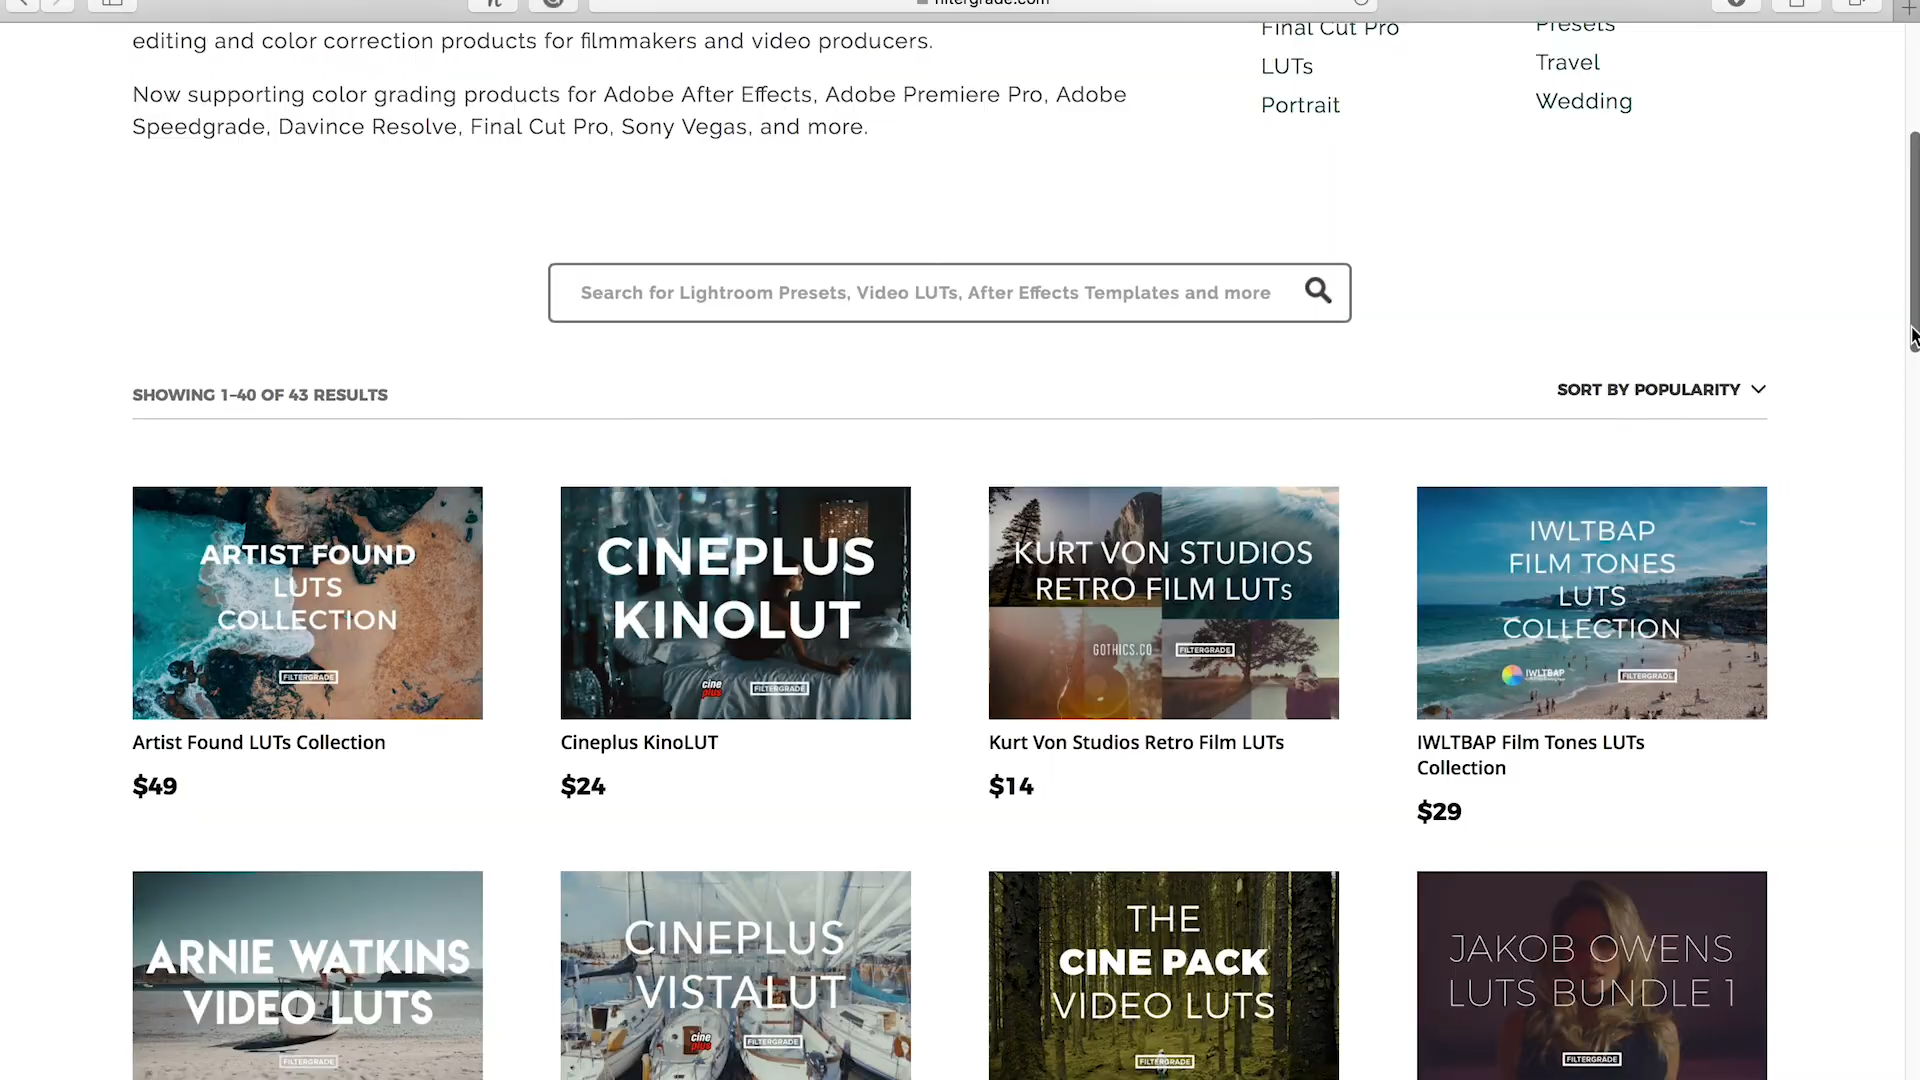 filtergrade.com
editing and color correction products for filmmakers and video producers.
Now supporting color grading products for Adobe After Effects, Adobe Premiere Pro, Adobe
Speedgrade, Davince Resolve, Final Cut Pro, Sony Vegas, and more.
Final Cut Pro
LUTs
Portrait
Presets
Travel
Wedding
Search for Lightroom Presets, Video LUTs, After Effects Templates and more
SHOWING 1–40 OF 43 RESULTS
SORT BY POPULARITY
ARTIST FOUND
LUTS
COLLECTION
FILTERGRADE
CINEPLUS
KINOLUT
cine
plus
FILTERGRADE
KURT VON STUDIOS
RETRO FILM LUTs
GOTHICS.CO
FILTERGRADE
IWLTBAP
FILM TONES
LUTS
COLLECTION
IWLTBAP
FILTERGRADE
Artist Found LUTs Collection
$49
Cineplus KinoLUT
$24
Kurt Von Studios Retro Film LUTs
$14
IWLTBAP Film Tones LUTs
Collection
$29
ARNIE WATKINS
VIDEO LUTS
FILTERGRADE
CINEPLUS
VISTALUT
cine
plus
FILTERGRADE
THE
CINE PACK
VIDEO LUTS
FILTERGRADE
JAKOB OWENS
LUTS BUNDLE 1
FILTERGRADE